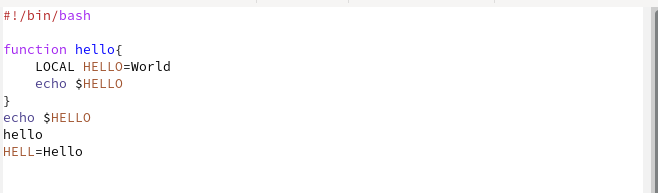 #!/bin/bash
function hello{
LOCAL HELLO=World
echo $HELLO
}
echo $HELLO
hello
HELL=Hello